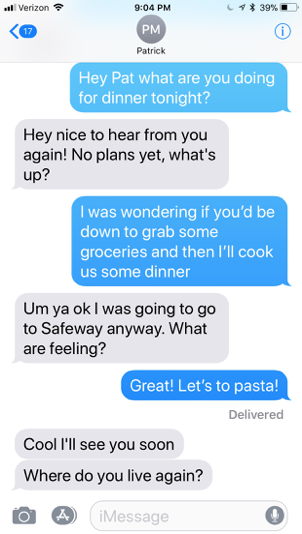 Verizon 9:04 PM 39%
17
PM
Patrick
Hey Pat what are you doing
for dinner tonight?
Hey nice to hear from you
again! No plans yet, what's
up?
I was wondering if you'd be
down to grab some
groceries and then I'll cook
us some dinner
Um ya ok I was going to go
to Safeway anyway. What
are feeling?
Great! Let's to pasta!
Delivered
Cool I'll see you soon
Where do you live again?
iMessage